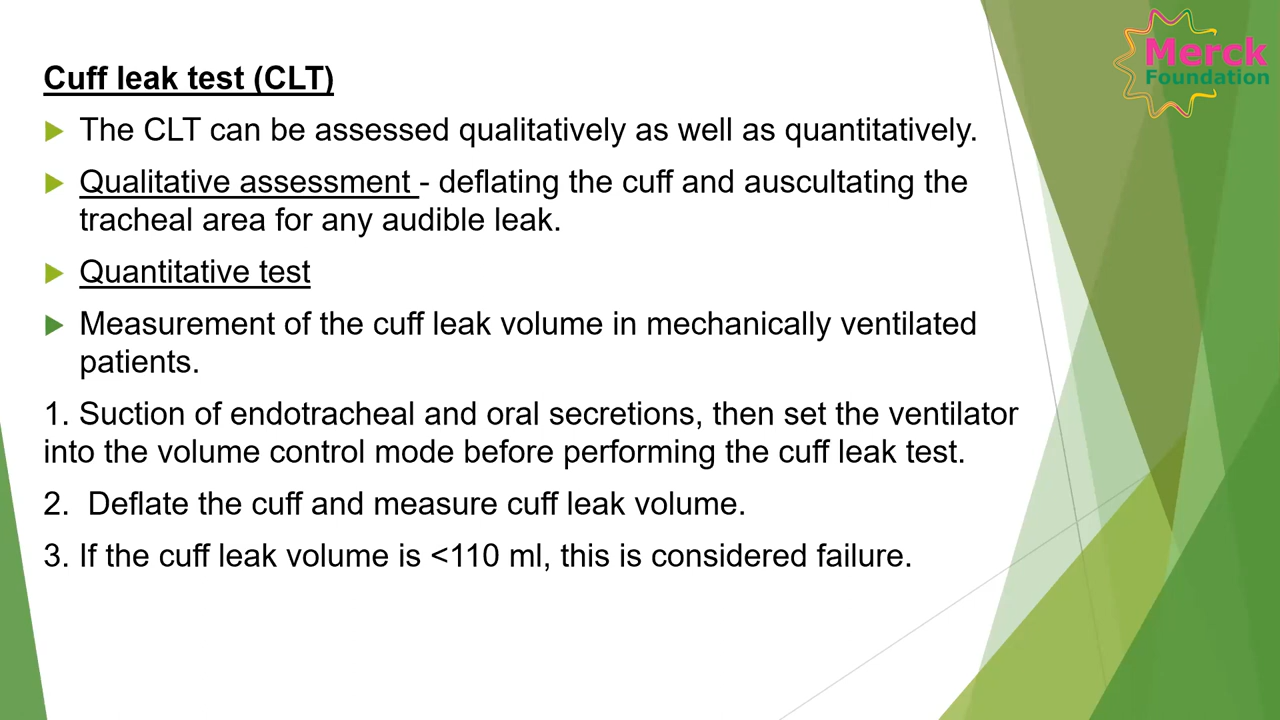 Merck
Foundation
Cuff leak test (CLT)
The CLT can be assessed qualitatively as well as quantitatively.
Qualitative assessment - deflating the cuff and auscultating the
tracheal area for any audible leak.
Quantitative test
Measurement of the cuff leak volume in mechanically ventilated
patients.
1. Suction of endotracheal and oral secretions, then set the ventilator
into the volume control mode before performing the cuff leak test.
2.  Deflate the cuff and measure cuff leak volume.
3. If the cuff leak volume is <110 ml, this is considered failure.